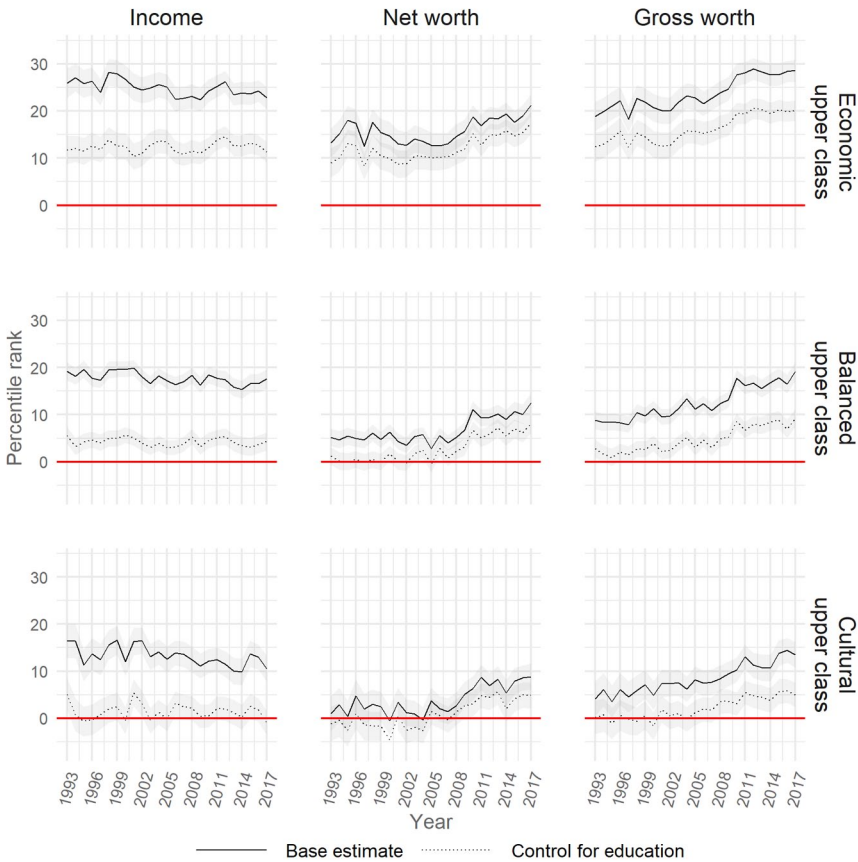 Income Net worth Gross worth
30
20
10
0
Economic
upper class
Percentile rank
30
20
10
0
Balanced
upper class
30
20
10
0
Cultural
upper class
1993 1996 1999 2002 2005 2008 2011 2014 2017 1993 1996 1999 2002 2005 2008 2011 2014 2017 1993 1996 1999 2002 2005 2008 2011 2014 2017
Year
Base estimate Control for education